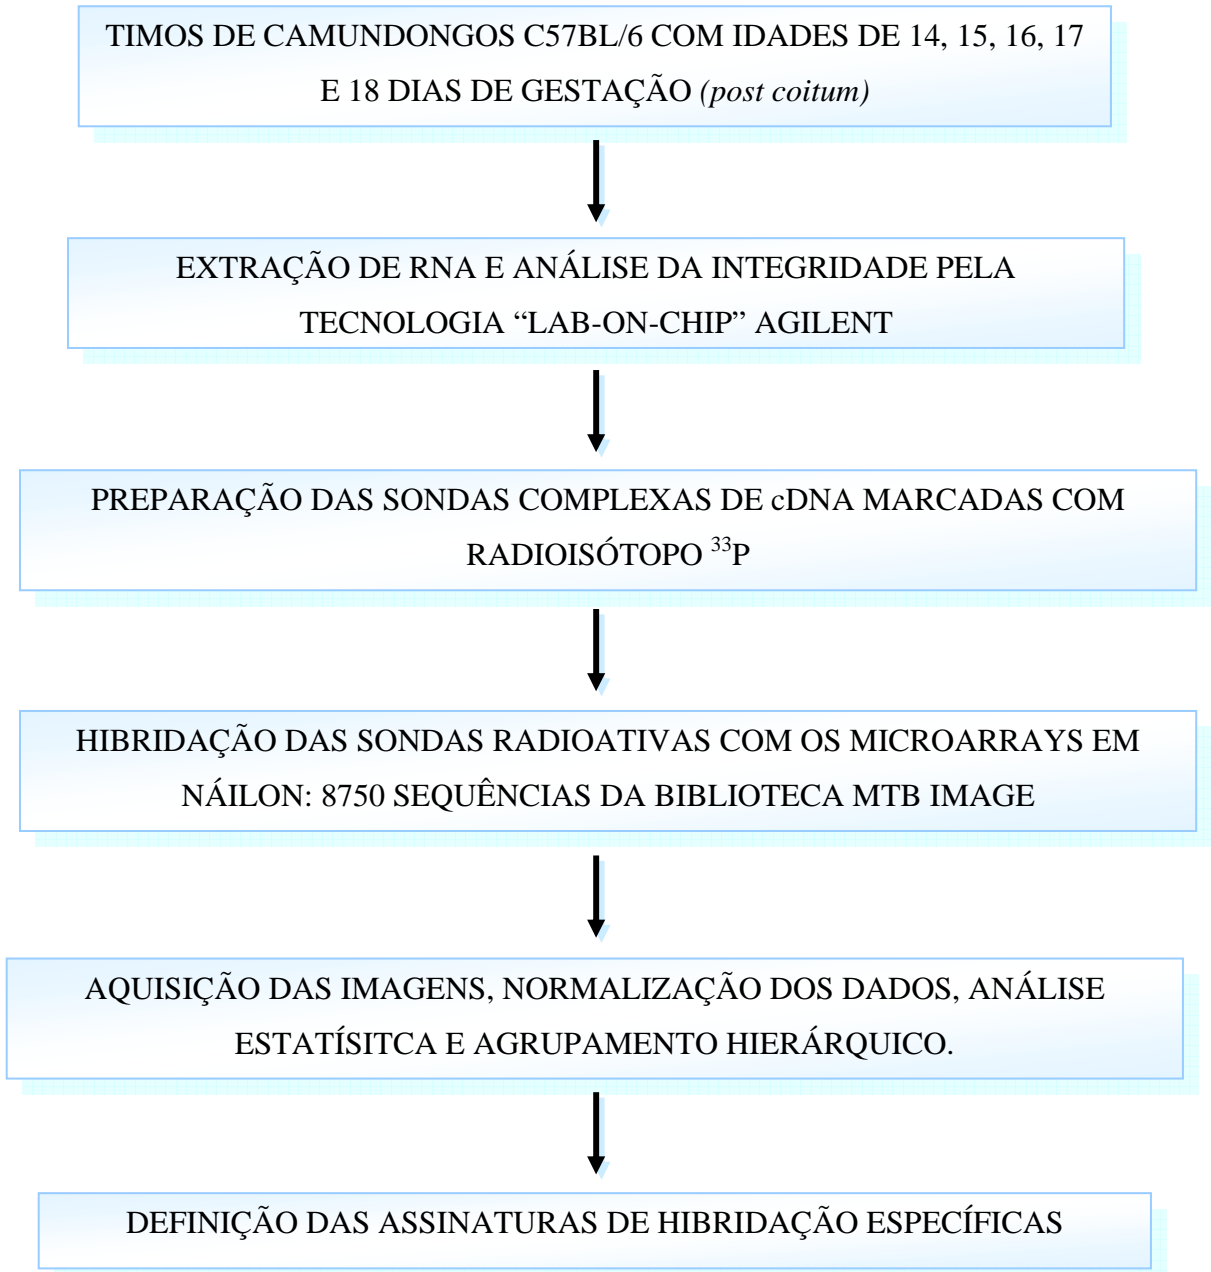 TIMOS DE CAMUNDONGOS C57BL/6 COM IDADES DE 14, 15, 16, 17
E 18 DIAS DE GESTAÇÃO (post coitum)
EXTRAÇÃO DE RNA E ANÁLISE DA INTEGRIDADE PELA
TECNOLOGIA “LAB-ON-CHIP” AGILENT
PREPARAÇÃO DAS SONDAS COMPLEXAS DE cDNA MARCADAS COM
RADIOISÓTOPO ³³P
HIBRIDAÇÃO DAS SONDAS RADIOATIVAS COM OS MICROARRAYS EM
NÁILON: 8750 SEQUÊNCIAS DA BIBLIOTECA MTB IMAGE
AQUISIÇÃO DAS IMAGENS, NORMALIZAÇÃO DOS DADOS, ANÁLISE
ESTATÍSITCA E AGRUPAMENTO HIERÁRQUICO.
DEFINIÇÃO DAS ASSINATURAS DE HIBRIDAÇÃO ESPECÍFICAS